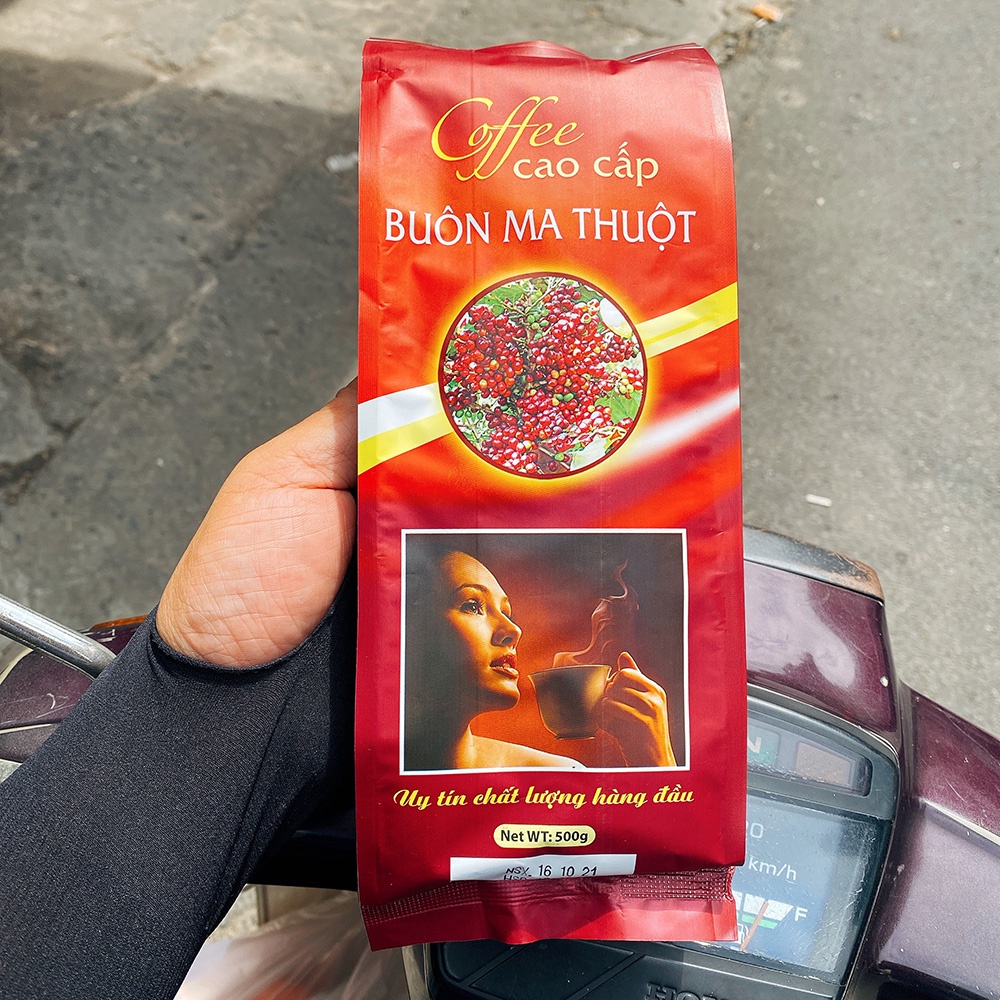 Coffee
cao cấp
BUÔN MA THUỘT
Uy tín chất lượng hàng đầu
Net WT: 500g
NSX 16 10 21
N
20
km/h
F